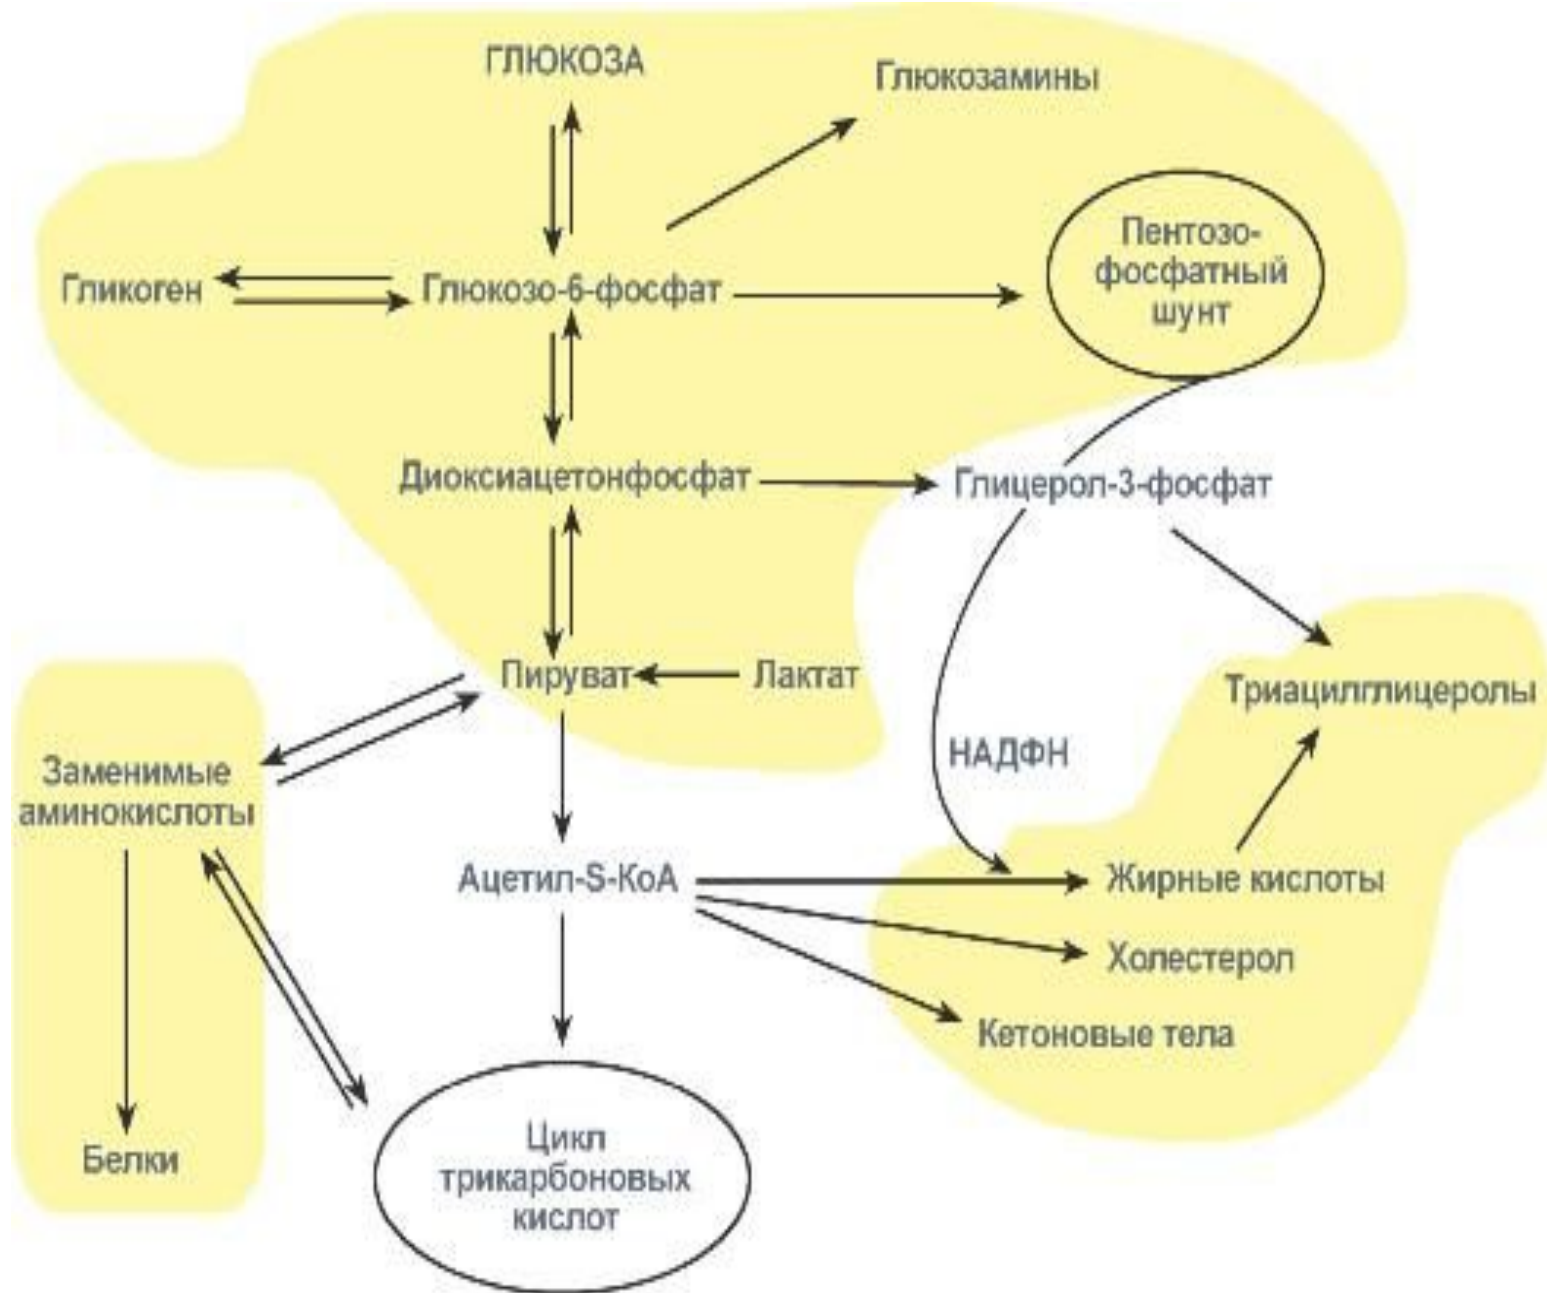 ГЛЮКОЗА
Глюкозамины
Пентозо-
фосфатный
шунт
Гликоген
Глюкозо-6-фосфат
Диоксиацетонфосфат
Глицерол-3-фосфат
Пируват
Лактат
Триацилглицеролы
НАДФН
Заменимые
аминокислоты
Ацетил-S-КоА
Жирные кислоты
Холестерол
Кетоновые тела
Белки
Цикл
трикарбоновых
кислот